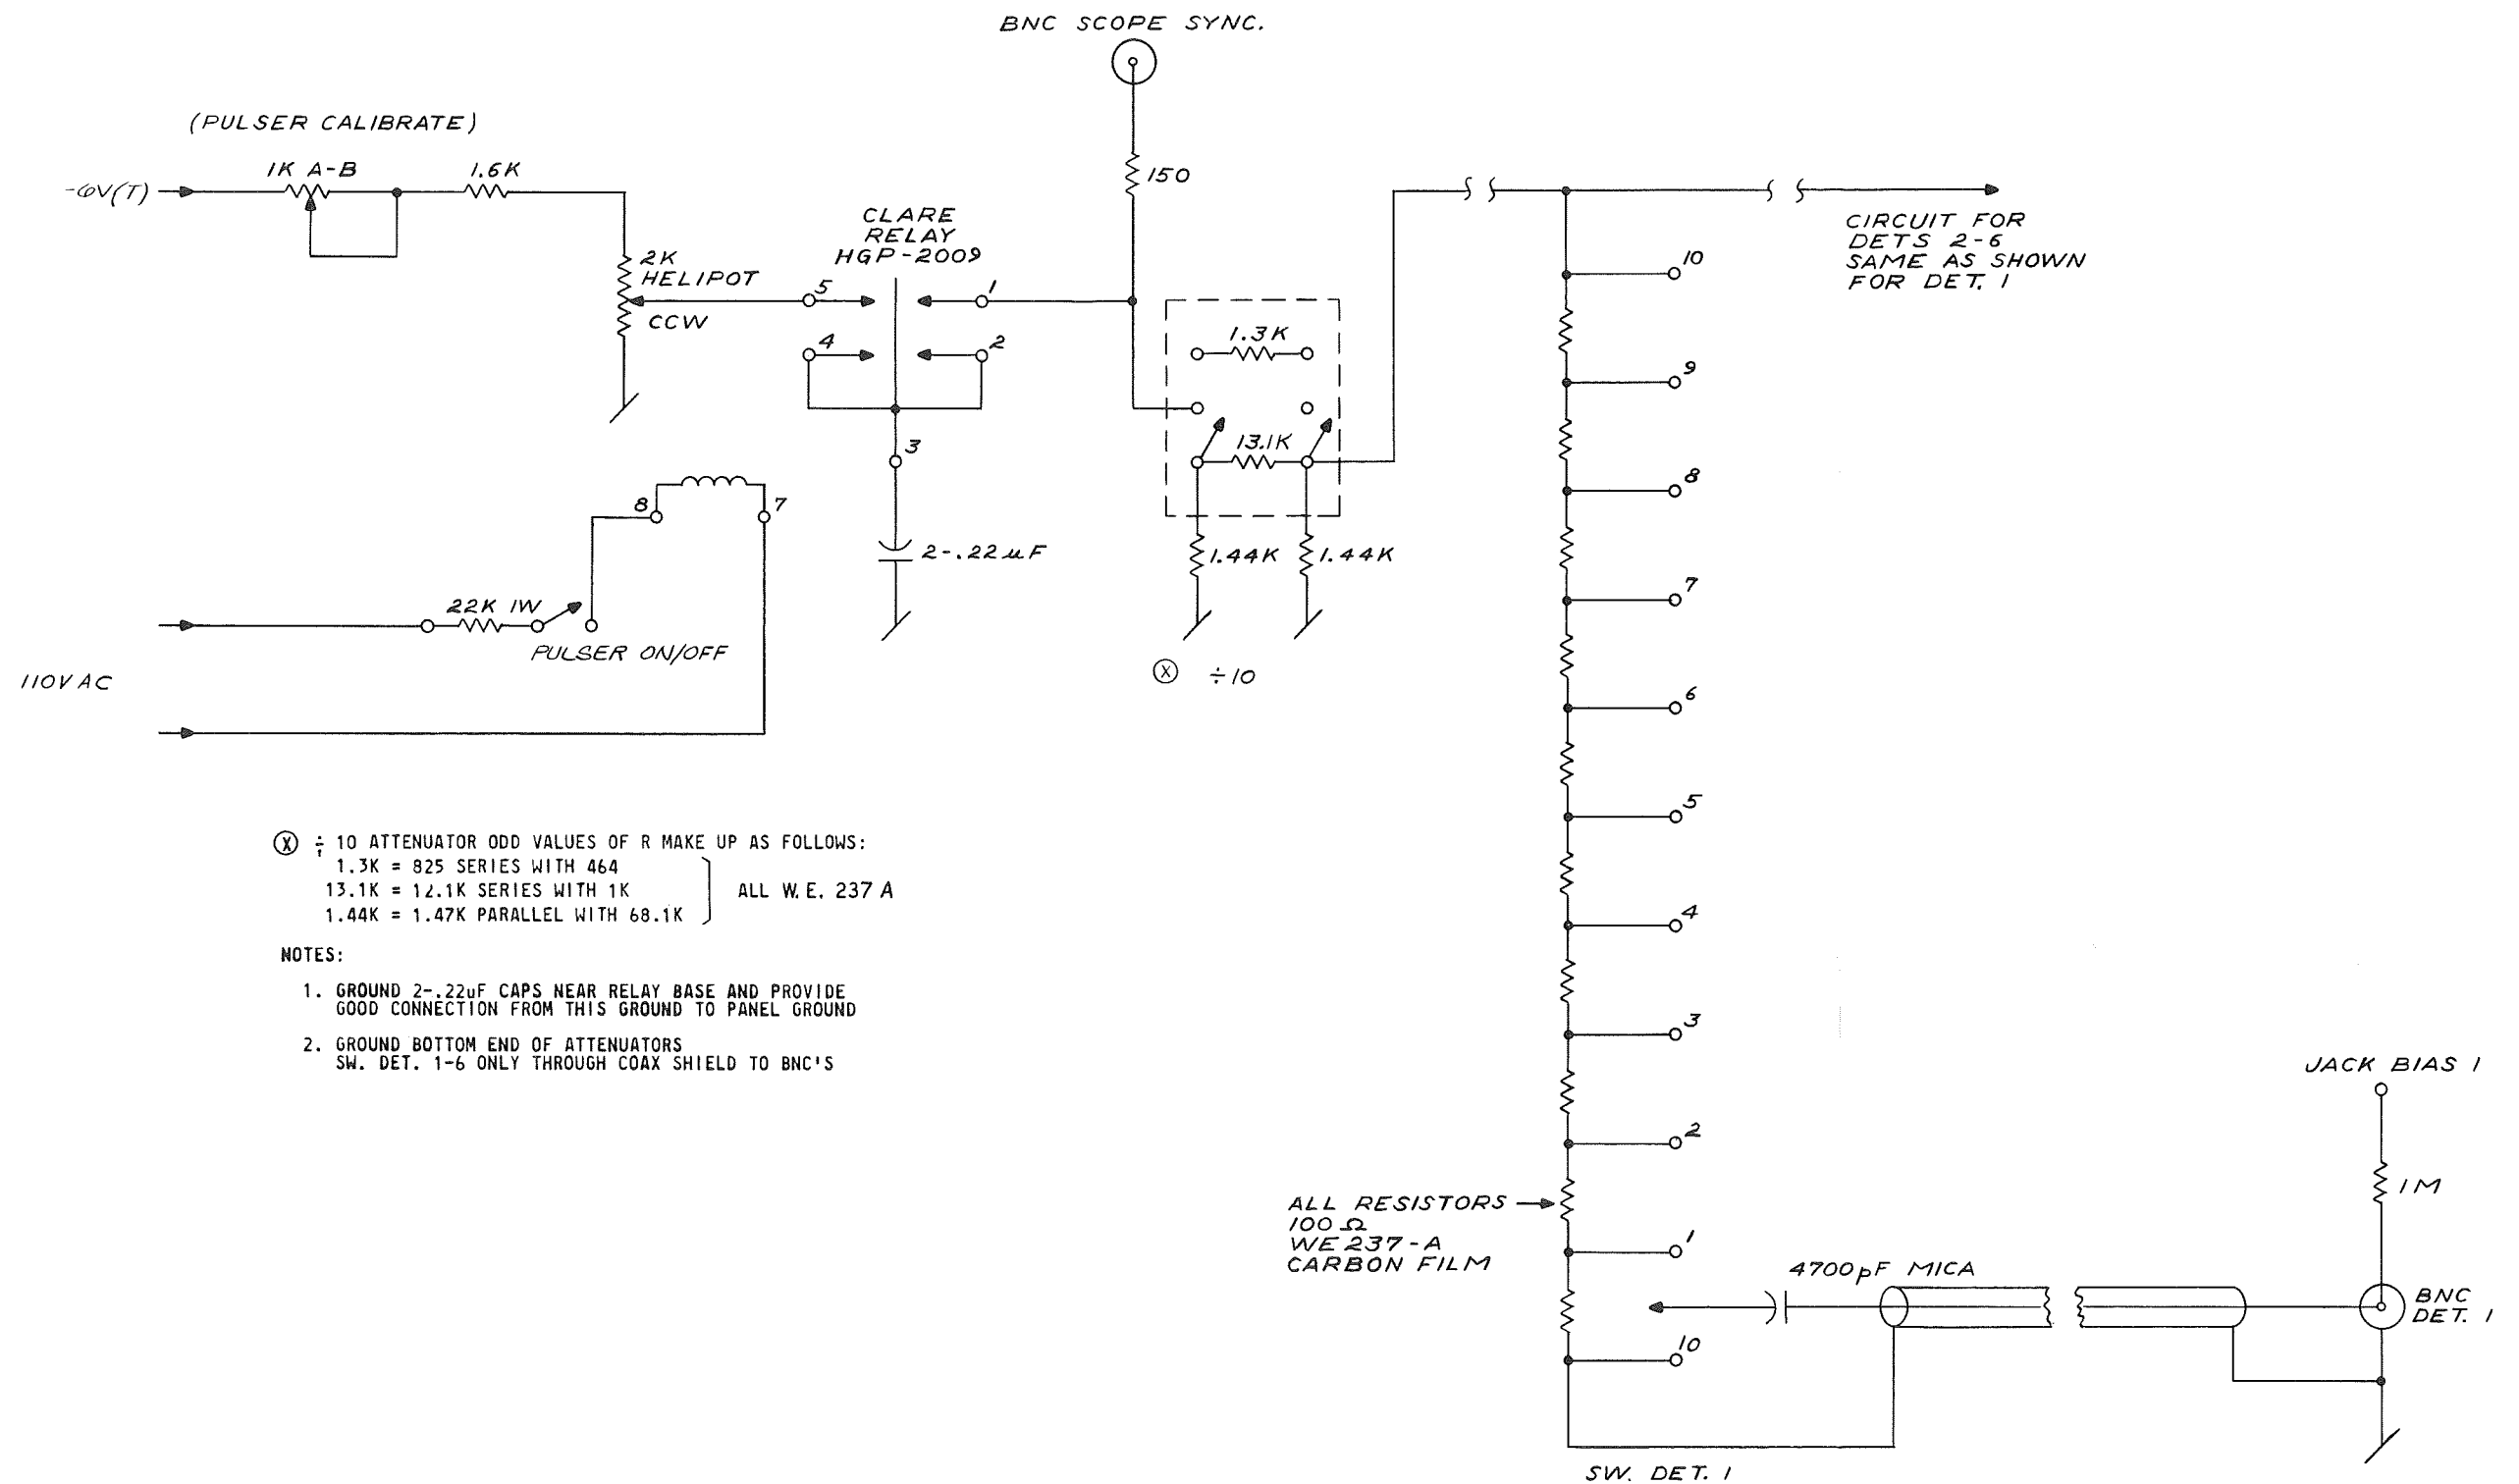 BNC SCOPE SYNC.
(PULSER CALIBRATE)
-6V(T)
1K A-B
1.6K
150
2K
HELIPOT
CCW
CLARE
RELAY
HGP-2009
5
1
4
2
3
2-.22uF
1.3K
13.1K
1.44K
1.44K
Ⓧ ÷10
CIRCUIT FOR
DETS 2-6
SAME AS SHOWN
FOR DET. 1
8
7
22K 1W
PULSER ON/OFF
110VAC
10
9
8
7
6
5
4
3
2
1
10
Ⓧ ÷ 10 ATTENUATOR ODD VALUES OF R MAKE UP AS FOLLOWS:
1.3K = 825 SERIES WITH 464
13.1K = 12.1K SERIES WITH 1K
1.44K = 1.47K PARALLEL WITH 68.1K
ALL W.E. 237 A
NOTES:
1. GROUND 2-.22uF CAPS NEAR RELAY BASE AND PROVIDE
GOOD CONNECTION FROM THIS GROUND TO PANEL GROUND
2. GROUND BOTTOM END OF ATTENUATORS
SW. DET. 1-6 ONLY THROUGH COAX SHIELD TO BNC'S
ALL RESISTORS
100 Ω
WE 237-A
CARBON FILM
4700pF MICA
JACK BIAS 1
1M
BNC
DET. 1
SW. DET. 1